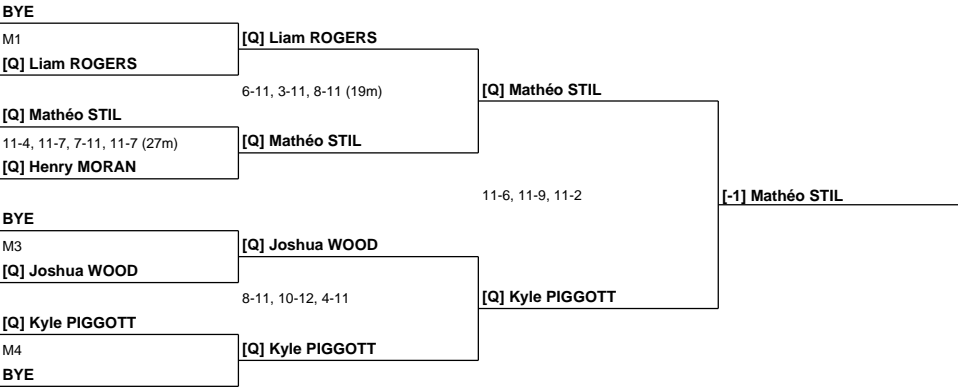 BYE
M1
[Q] Liam ROGERS
[Q] Liam ROGERS
6-11, 3-11, 8-11 (19m)
[Q] Mathéo STIL
[Q] Mathéo STIL
11-4, 11-7, 7-11, 11-7 (27m)
[Q] Mathéo STIL
[Q] Henry MORAN
11-6, 11-9, 11-2
[-1] Mathéo STIL
BYE
M3
[Q] Joshua WOOD
[Q] Joshua WOOD
8-11, 10-12, 4-11
[Q] Kyle PIGGOTT
[Q] Kyle PIGGOTT
M4
[Q] Kyle PIGGOTT
BYE